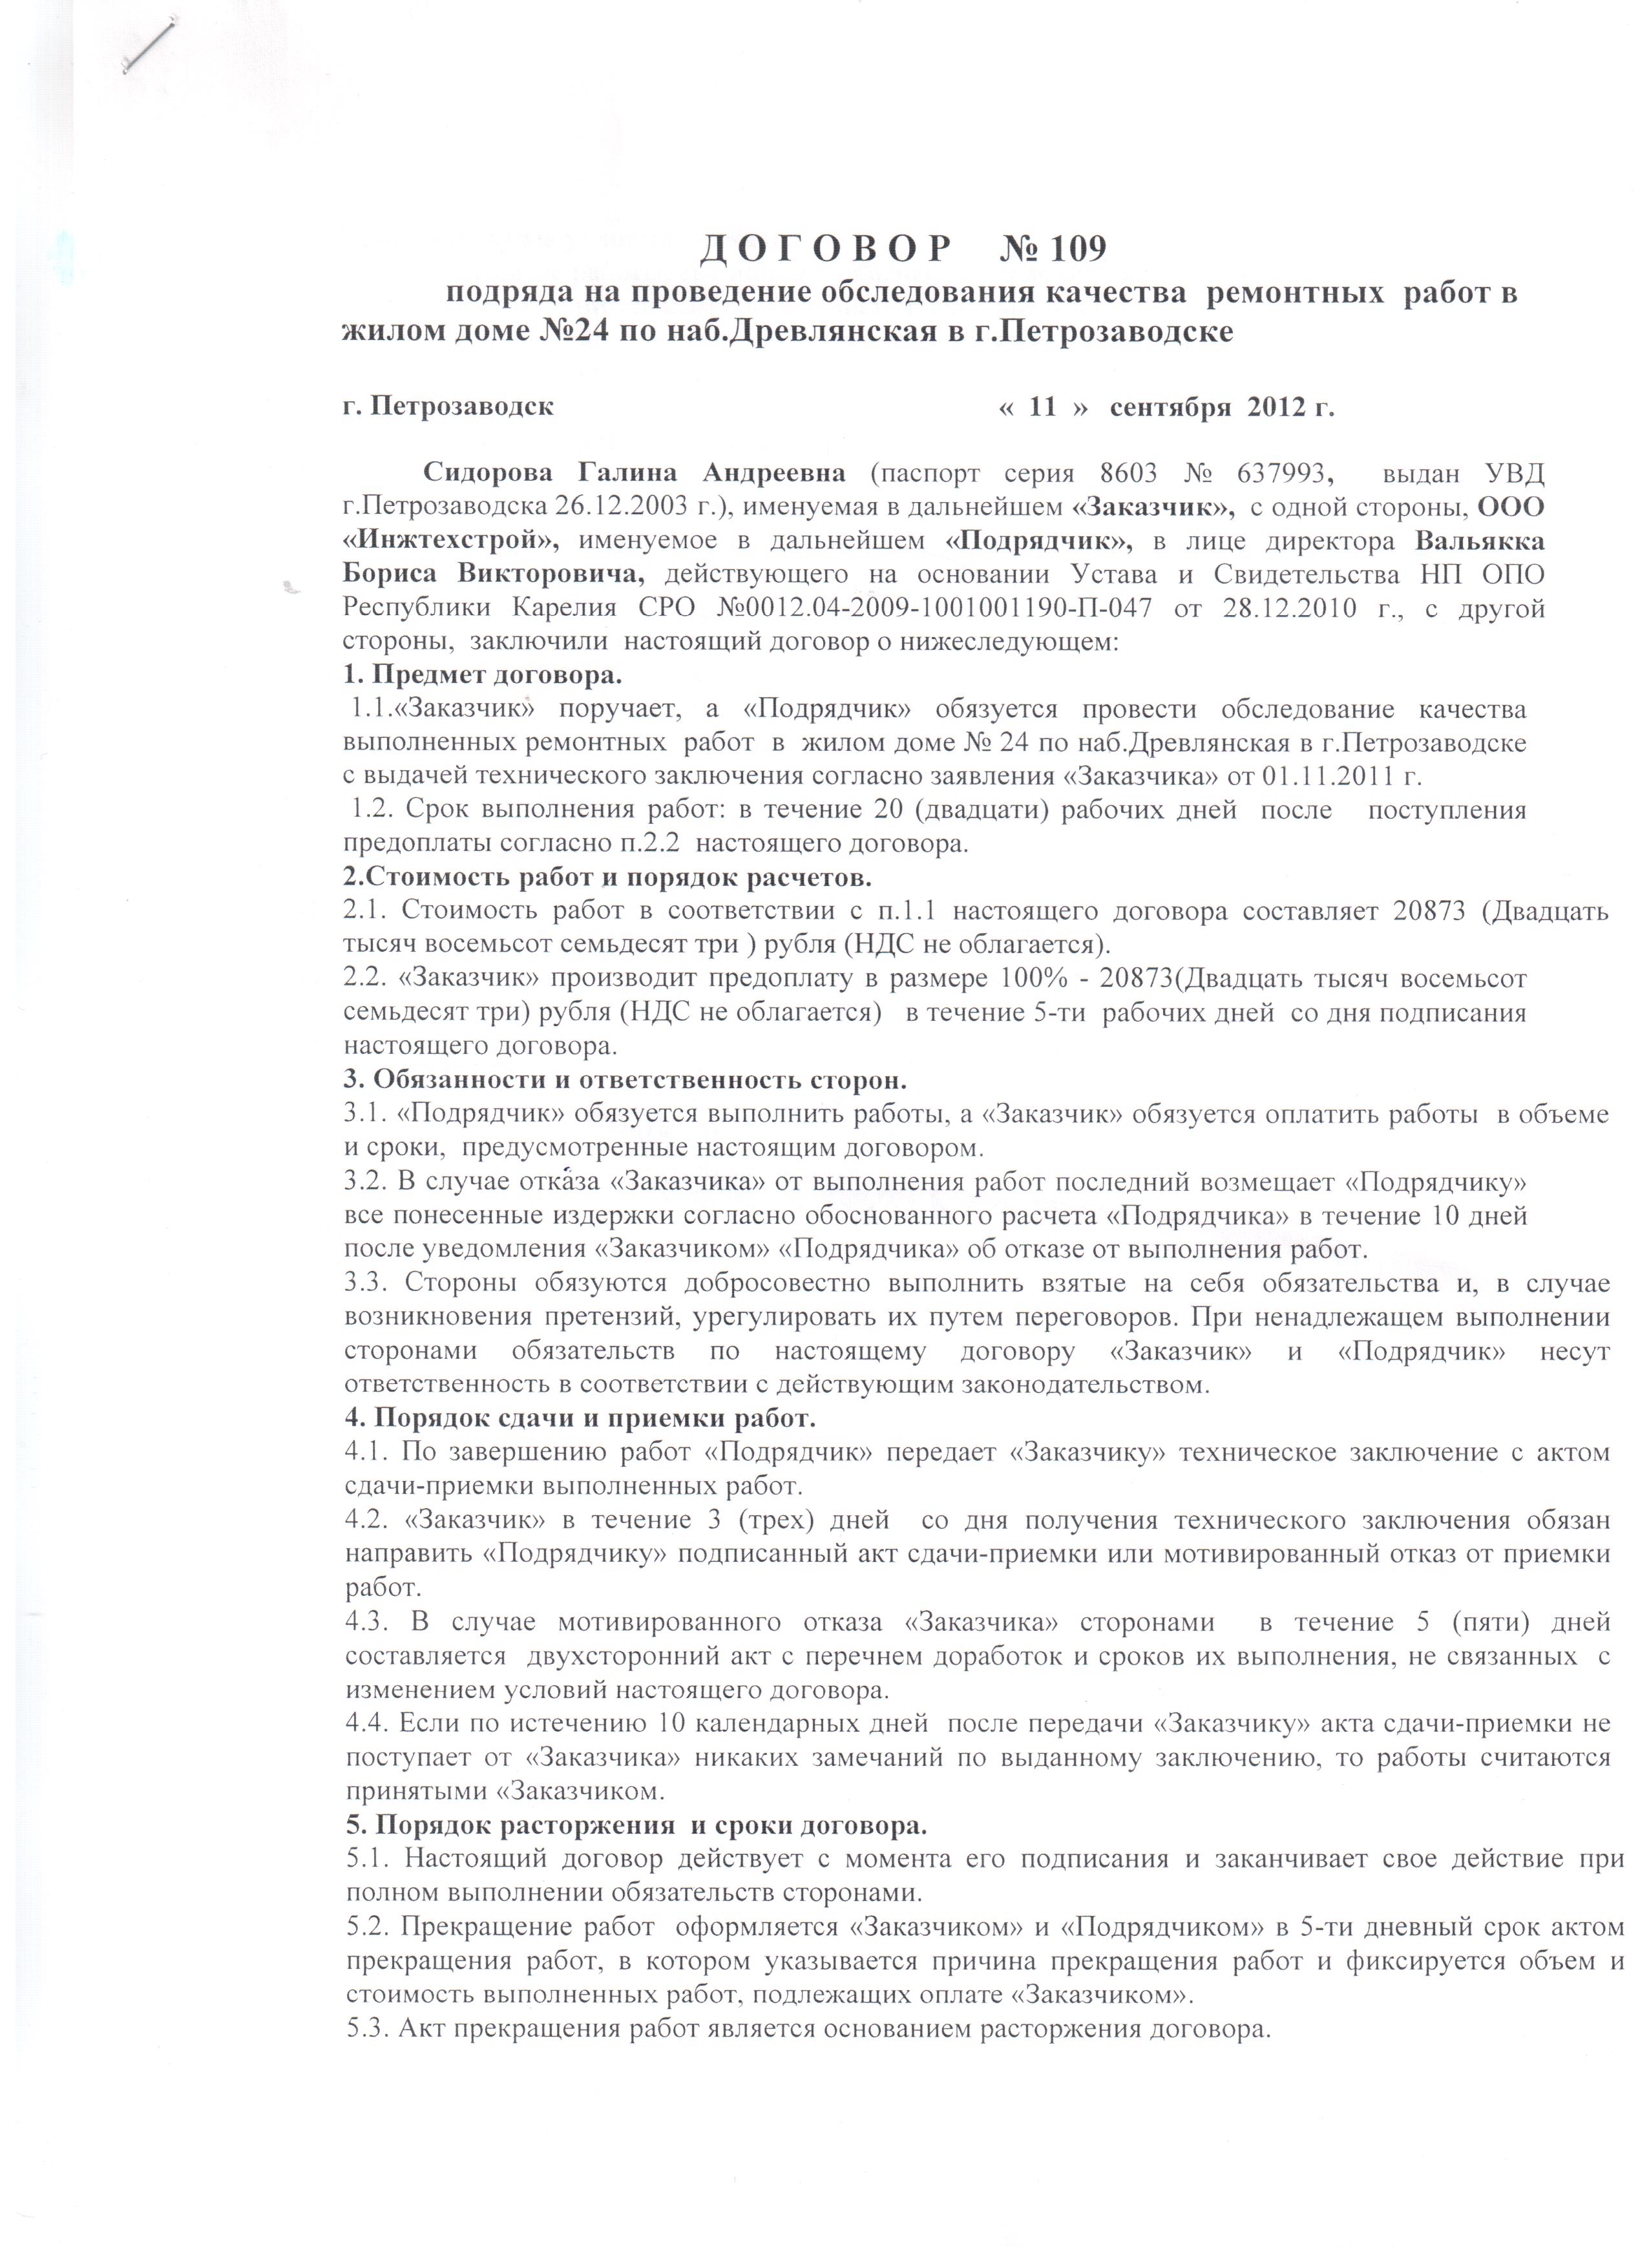 Д О Г О В О Р № 109
подряда на проведение обследования качества ремонтных работ в
жилом доме №24 по наб.Древлянская в г.Петрозаводске
г. Петрозаводск « 11 » сентября 2012 г.
Сидорова Галина Андреевна (паспорт серия 8603 № 637993, выдан УВД
г.Петрозаводска 26.12.2003 г.), именуемая в дальнейшем «Заказчик», с одной стороны, ООО
«Инжтехстрой», именуемое в дальнейшем «Подрядчик», в лице директора Вальякка
Бориса Викторовича, действующего на основании Устава и Свидетельства НП ОПО
Республики Карелия СРО №0012.04-2009-1001001190-П-047 от 28.12.2010 г., с другой
стороны, заключили настоящий договор о нижеследующем:
1. Предмет договора.
1.1.«Заказчик» поручает, а «Подрядчик» обязуется провести обследование качества
выполненных ремонтных работ в жилом доме № 24 по наб.Древлянская в г.Петрозаводске
с выдачей технического заключения согласно заявления «Заказчика» от 01.11.2011 г.
1.2. Срок выполнения работ: в течение 20 (двадцати) рабочих дней после поступления
предоплаты согласно п.2.2 настоящего договора.
2.Стоимость работ и порядок расчетов.
2.1. Стоимость работ в соответствии с п.1.1 настоящего договора составляет 20873 (Двадцать
тысяч восемьсот семьдесят три ) рубля (НДС не облагается).
2.2. «Заказчик» производит предоплату в размере 100% - 20873(Двадцать тысяч восемьсот
семьдесят три) рубля (НДС не облагается) в течение 5-ти рабочих дней со дня подписания
настоящего договора.
3. Обязанности и ответственность сторон.
3.1. «Подрядчик» обязуется выполнить работы, а «Заказчик» обязуется оплатить работы в объеме
и сроки, предусмотренные настоящим договором.
3.2. В случае отказа «Заказчика» от выполнения работ последний возмещает «Подрядчику»
все понесенные издержки согласно обоснованного расчета «Подрядчика» в течение 10 дней
после уведомления «Заказчиком» «Подрядчика» об отказе от выполнения работ.
3.3. Стороны обязуются добросовестно выполнить взятые на себя обязательства и, в случае
возникновения претензий, урегулировать их путем переговоров. При ненадлежащем выполнении
сторонами обязательств по настоящему договору «Заказчик» и «Подрядчик» несут
ответственность в соответствии с действующим законодательством.
4. Порядок сдачи и приемки работ.
4.1. По завершению работ «Подрядчик» передает «Заказчику» техническое заключение с актом
сдачи-приемки выполненных работ.
4.2. «Заказчик» в течение 3 (трех) дней со дня получения технического заключения обязан
направить «Подрядчику» подписанный акт сдачи-приемки или мотивированный отказ от приемки
работ.
4.3. В случае мотивированного отказа «Заказчика» сторонами в течение 5 (пяти) дней
составляется двухсторонний акт с перечнем доработок и сроков их выполнения, не связанных с
изменением условий настоящего договора.
4.4. Если по истечению 10 календарных дней после передачи «Заказчику» акта сдачи-приемки не
поступает от «Заказчика» никаких замечаний по выданному заключению, то работы считаются
принятыми «Заказчиком.
5. Порядок расторжения и сроки договора.
5.1. Настоящий договор действует с момента его подписания и заканчивает свое действие при
полном выполнении обязательств сторонами.
5.2. Прекращение работ оформляется «Заказчиком» и «Подрядчиком» в 5-ти дневный срок актом
прекращения работ, в котором указывается причина прекращения работ и фиксируется объем и
стоимость выполненных работ, подлежащих оплате «Заказчиком».
5.3. Акт прекращения работ является основанием расторжения договора.